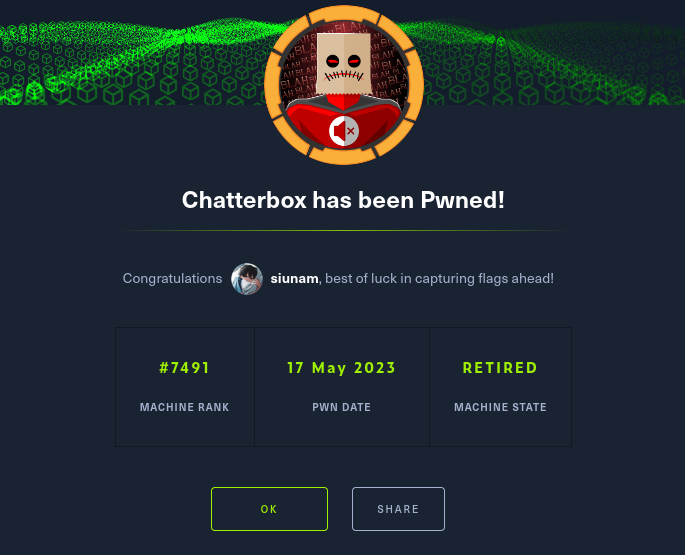 Chatterbox has been Pwned!
Congratulations siunam, best of luck in capturing flags ahead!
#7491 17 May 2023 RETIRED
MACHINE RANK PWN DATE MACHINE STATE
OK SHARE